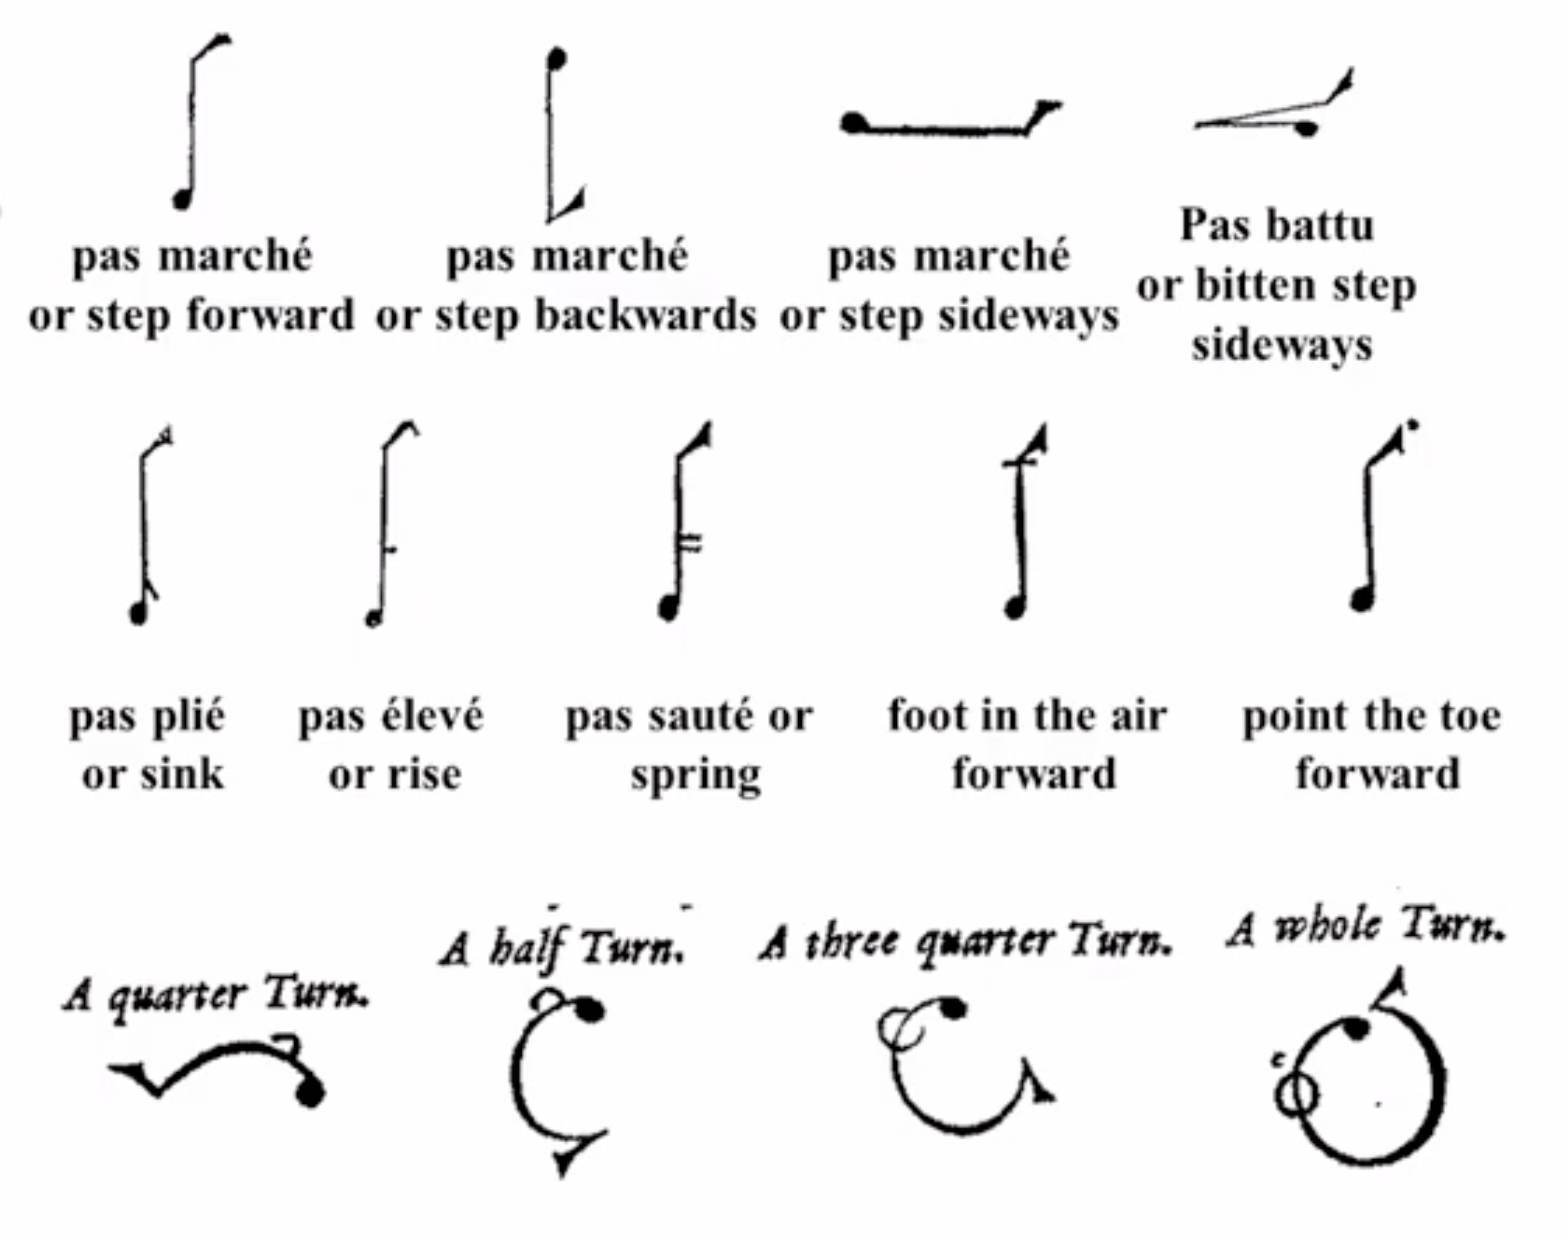 pas marché
or step forward
pas marché
or step backwards
pas marché
or step sideways
Pas battu
or bitten step
sideways
pas plié
or sink
pas élevé
or rise
pas sauté or
spring
foot in the air
forward
point the toe
forward
A quarter Turn.
A half Turn.
A three quarter Turn.
A whole Turn.
c